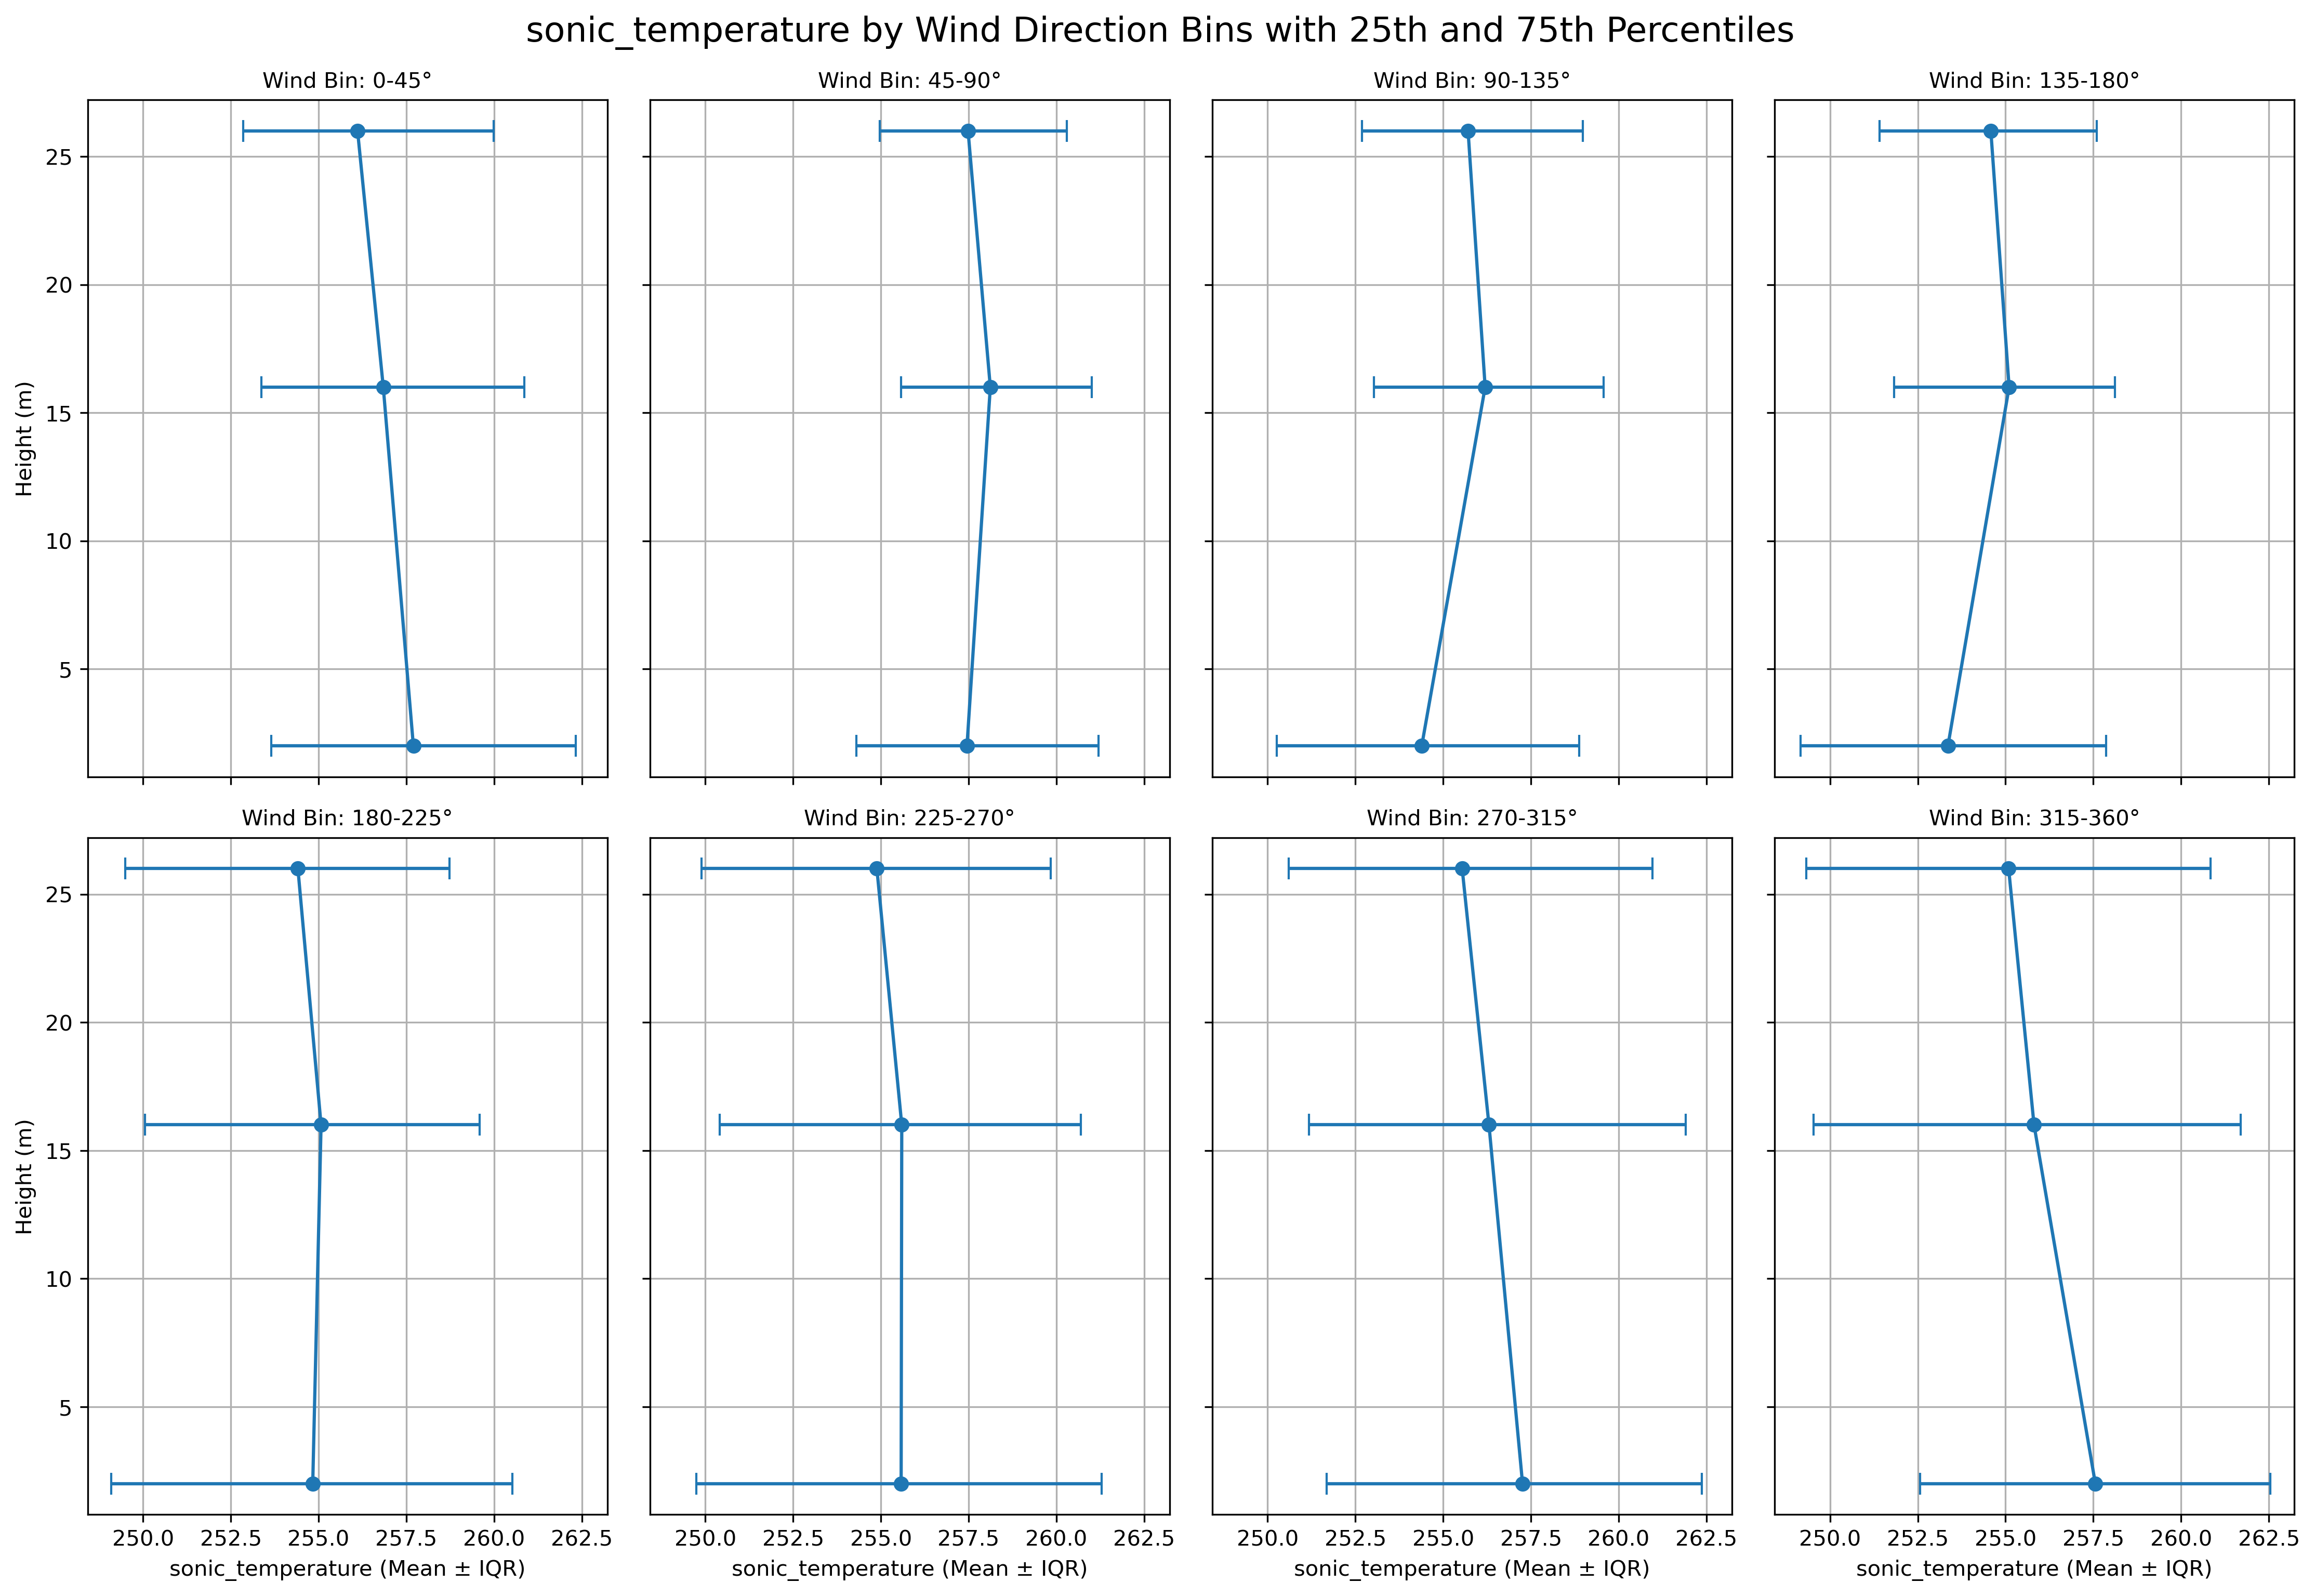 sonic_temperature by Wind Direction Bins with 25th and 75th Percentiles
Wind Bin: 0-45°
Wind Bin: 45-90°
Wind Bin: 90-135°
Wind Bin: 135-180°
Height (m)
25
20
15
10
5
Wind Bin: 180-225°
Wind Bin: 225-270°
Wind Bin: 270-315°
Wind Bin: 315-360°
Height (m)
25
20
15
10
5
250.0 252.5 255.0 257.5 260.0 262.5
250.0 252.5 255.0 257.5 260.0 262.5
250.0 252.5 255.0 257.5 260.0 262.5
250.0 252.5 255.0 257.5 260.0 262.5
sonic_temperature (Mean ± IQR)
sonic_temperature (Mean ± IQR)
sonic_temperature (Mean ± IQR)
sonic_temperature (Mean ± IQR)